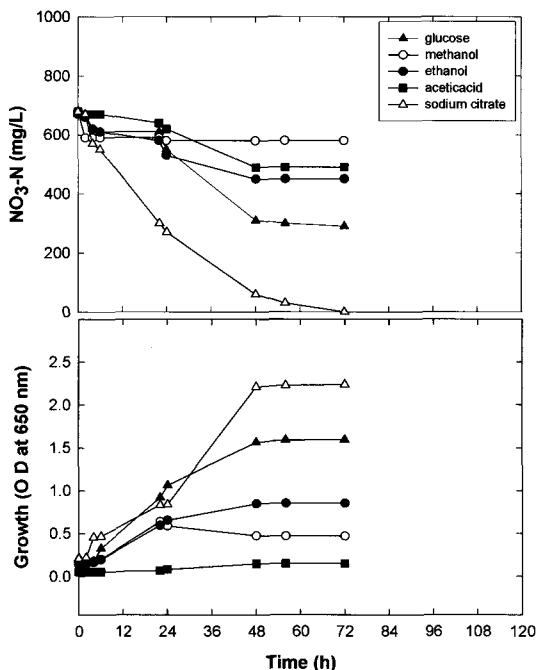 1000
800
600
400
200
0
NO3-N (mg/L)
glucose
methanol
ethanol
aceticacid
sodium citrate
2.5
2.0
1.5
1.0
0.5
0.0
Growth (O D at 650 nm)
0 12 24 36 48 60 72 84 96 108 120
Time (h)